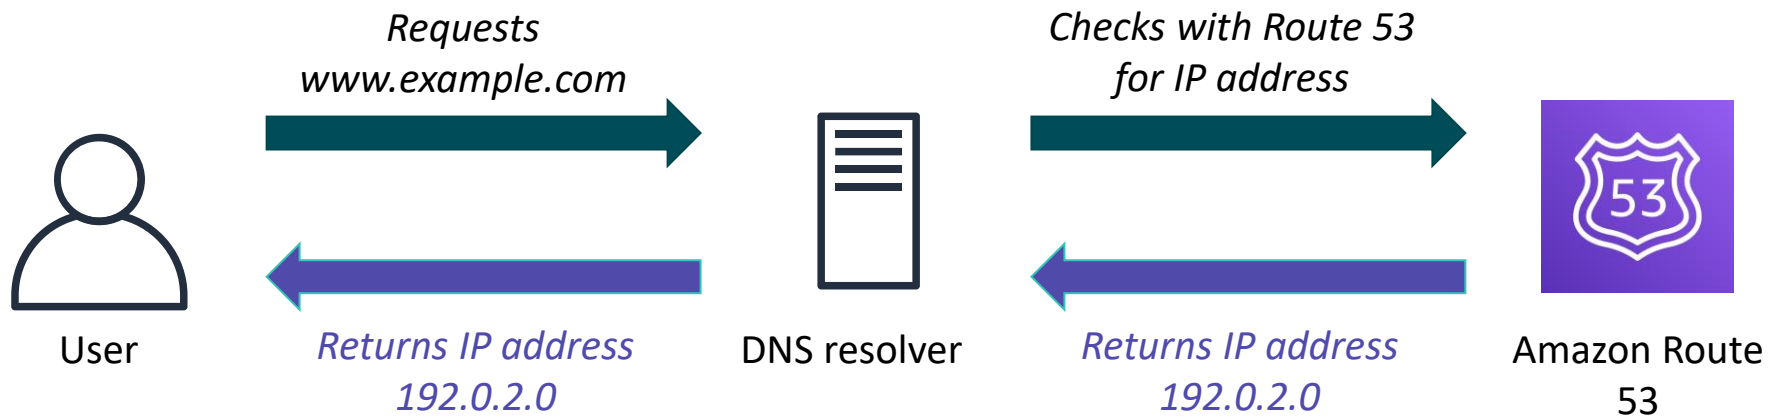 Requests
www.example.com
Checks with Route 53
for IP address
53
User
Returns IP address
192.0.2.0
DNS resolver
Returns IP address
192.0.2.0
Amazon Route
53